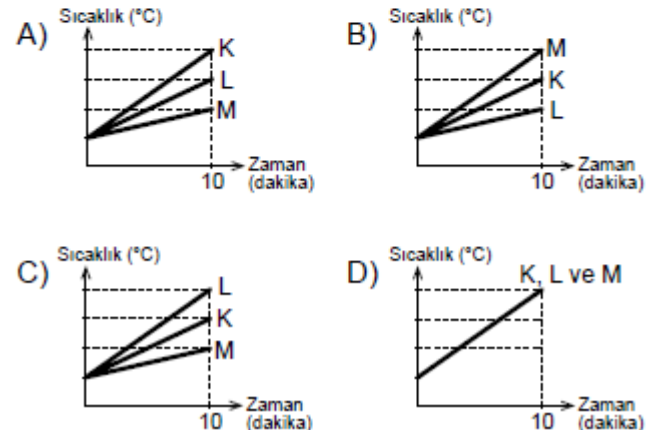 A) Sıcaklık (°C)
K
L
M
Zaman
(dakika)
10
B) Sıcaklık (°C)
M
K
L
Zaman
(dakika)
10
C) Sıcaklık (°C)
L
K
M
Zaman
(dakika)
10
D) Sıcaklık (°C)
K, L ve M
Zaman
(dakika)
10